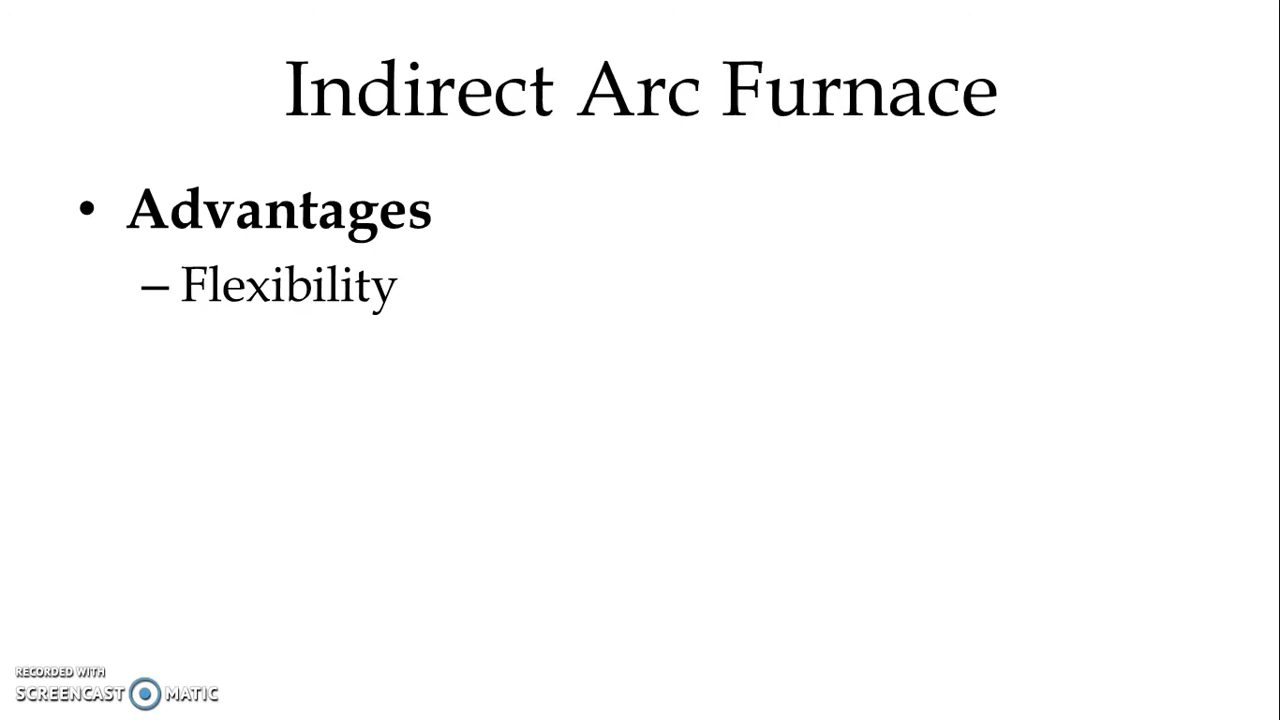 Indirect Arc Furnace
• Advantages
– Flexibility
RECORDED WITH
SCREENCAST MATIC